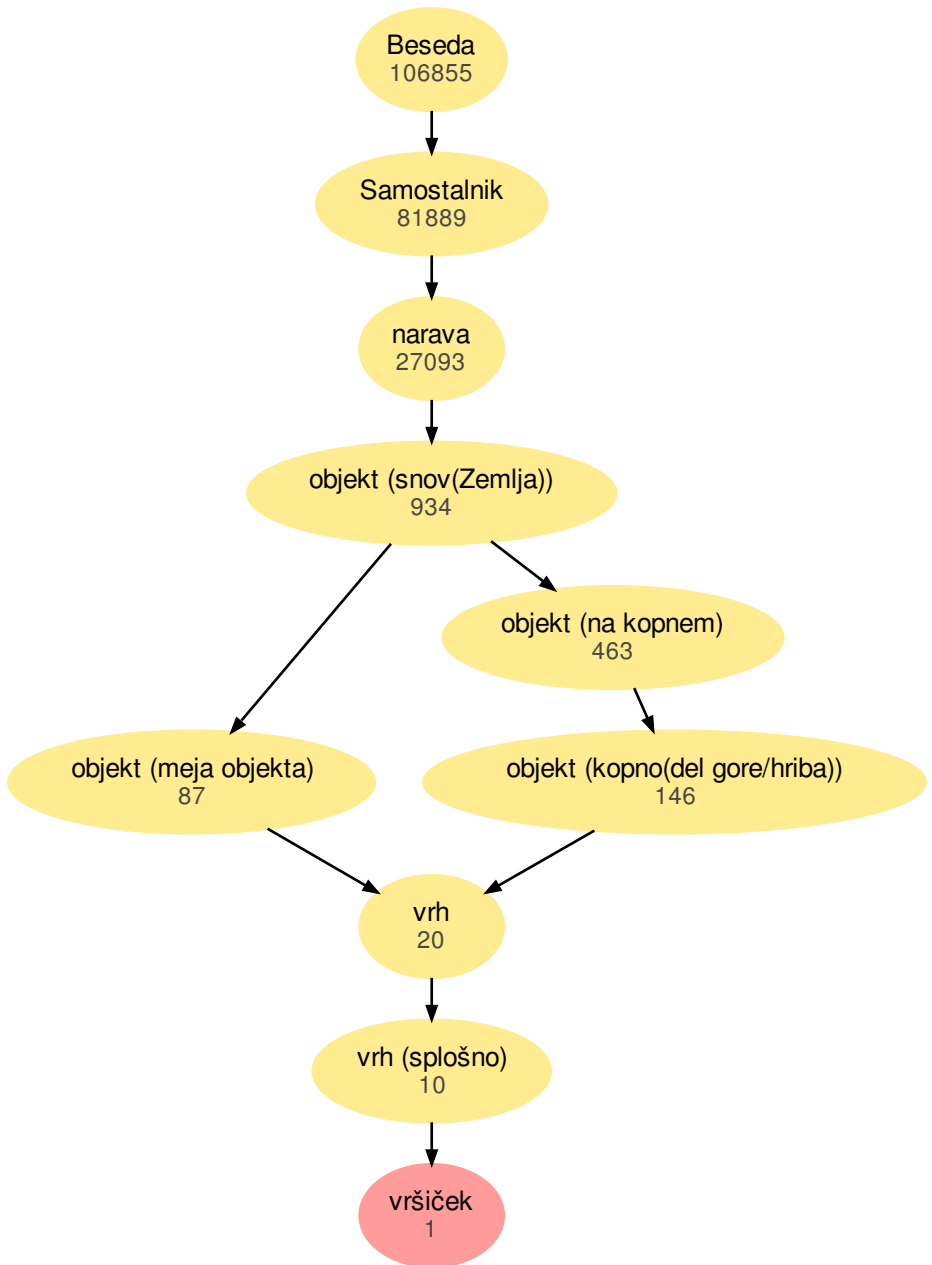 Beseda
106855
Samostalnik
81889
narava
27093
objekt (snov(Zemlja))
934
objekt (na kopnem)
463
objekt (meja objekta)
87
objekt (kopno(del gore/hriba))
146
vrh
20
vrh (splošno)
10
vršiček
1